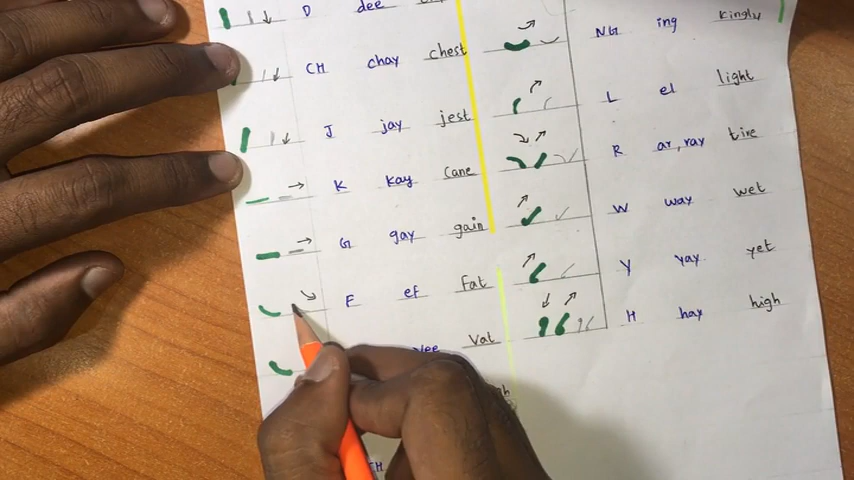 D dee
CH chay chest
J jay jest
K kay Cane
G gay gain
F ef Fat
vee Vat
NG ing kingly
L el light
R ar, ray tire
W way wet
Y yay yet
H hay high